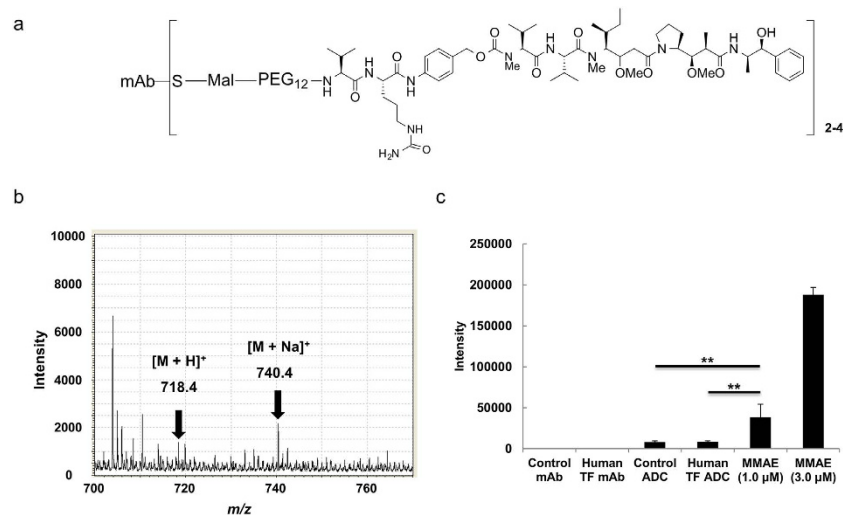 a
mAb
S
Mal
PEG12
N
H
O
H
N
O
N
H
O
O
N
Me
O
H
N
O
N
Me
OMe
O
N
OMe
O
H
N
OH
NH
H2N
O
2-4
b
10000
8000
6000
4000
2000
0
Intensity
[M + H]+
718.4
[M + Na]+
740.4
700
720
740
760
m/z
c
250000
200000
150000
100000
50000
0
Intensity
**
**
Control
mAb
Human
TF mAb
Control
ADC
Human
TF ADC
MMAE
(1.0 µM)
MMAE
(3.0 µM)